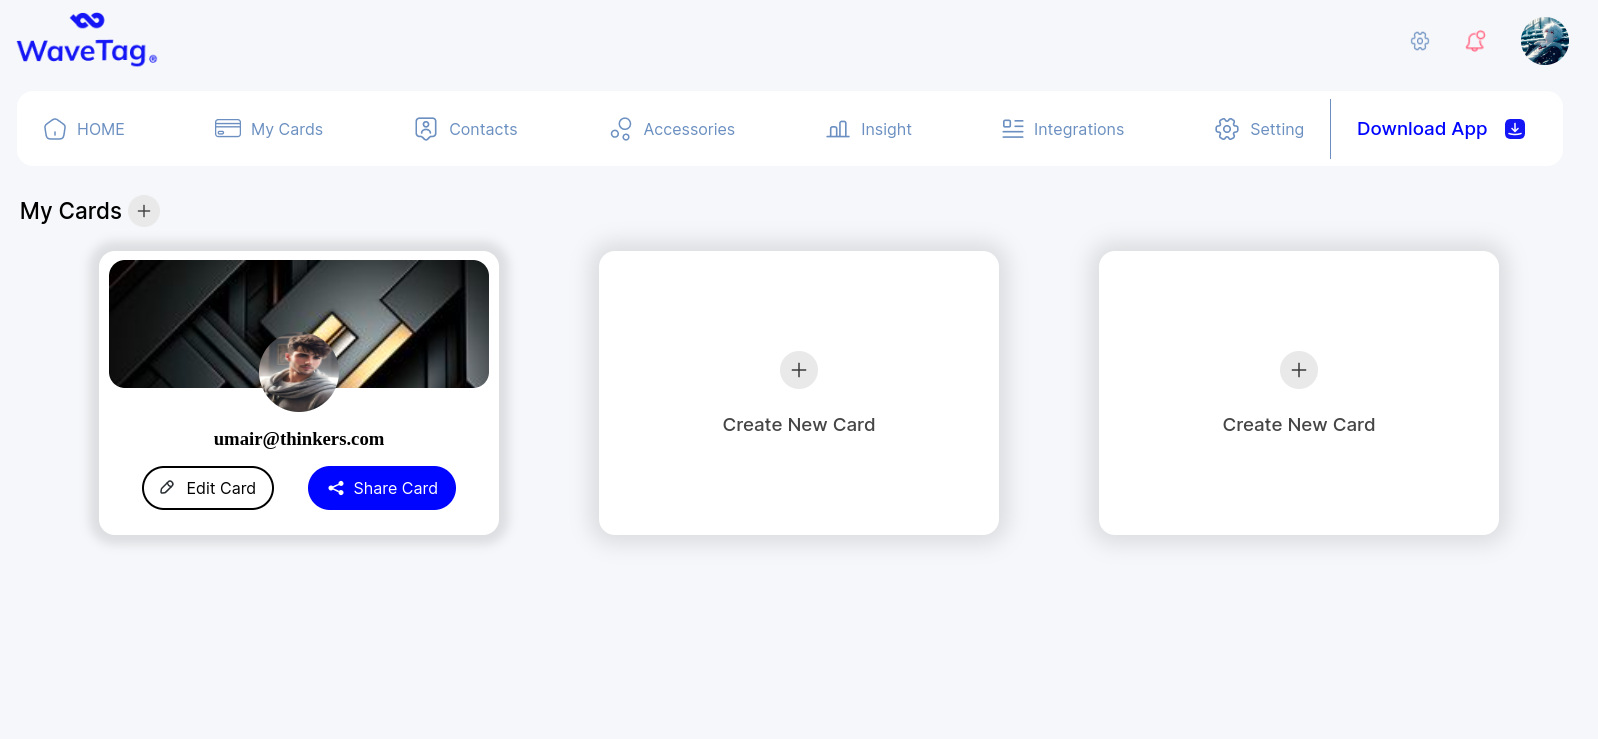 WaveTag®
HOME
My Cards
Contacts
Accessories
Insight
Integrations
Setting
Download App
My Cards
umair@thinkers.com
Edit Card
Share Card
Create New Card
Create New Card